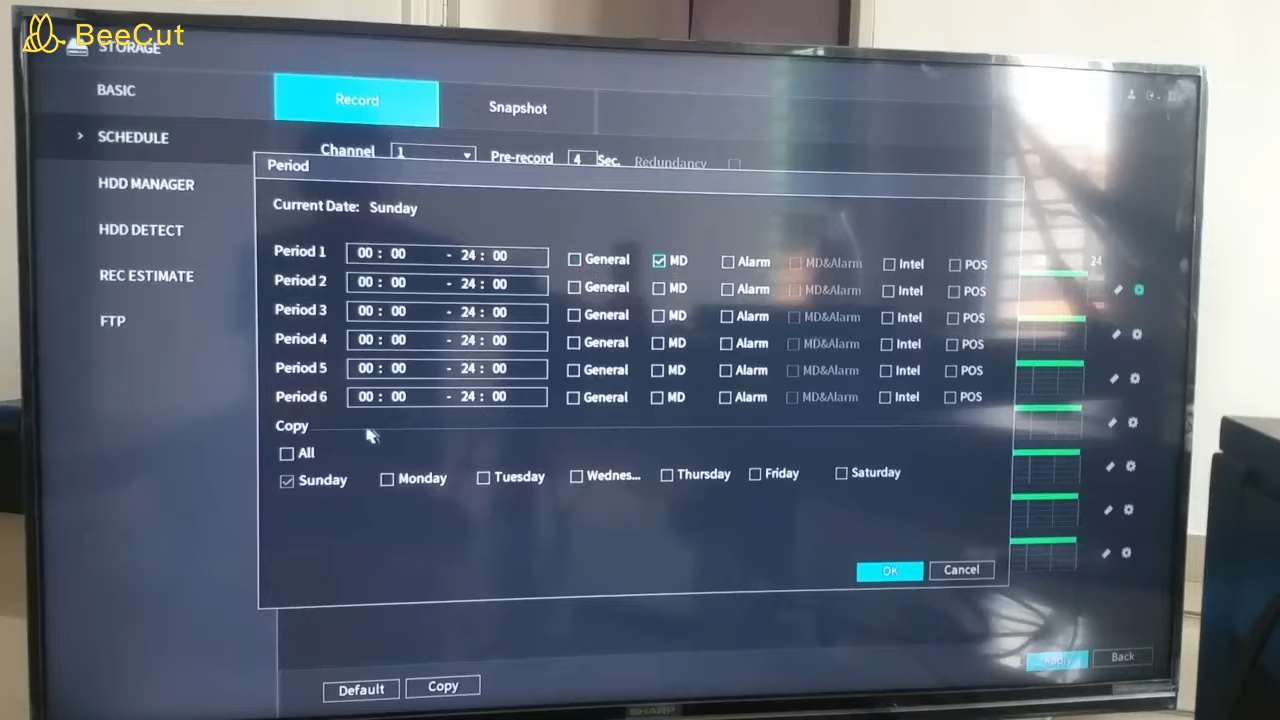 BeeCut
STORAGE
BASIC
SCHEDULE
HDD MANAGER
HDD DETECT
REC ESTIMATE
FTP
Record Snapshot
Channel 1 Pre-record 4 Sec. Redundancy
Period
Current Date: Sunday
Period 1 00 : 00 - 24 : 00 General MD Alarm MD&Alarm Intel POS
Period 2 00 : 00 - 24 : 00 General MD Alarm MD&Alarm Intel POS
Period 3 00 : 00 - 24 : 00 General MD Alarm MD&Alarm Intel POS
Period 4 00 : 00 - 24 : 00 General MD Alarm MD&Alarm Intel POS
Period 5 00 : 00 - 24 : 00 General MD Alarm MD&Alarm Intel POS
Period 6 00 : 00 - 24 : 00 General MD Alarm MD&Alarm Intel POS
24
Copy
All
Sunday Monday Tuesday Wednes... Thursday Friday Saturday
OK Cancel
Apply Back
Default Copy
SHARP